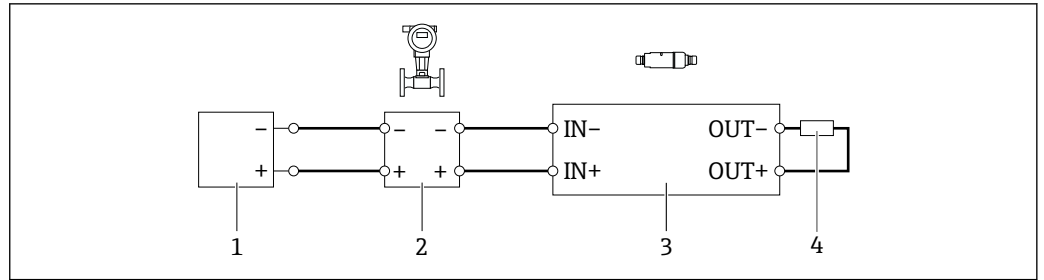 – – – IN– OUT–
+ + + IN+ OUT+
1 2 3 4